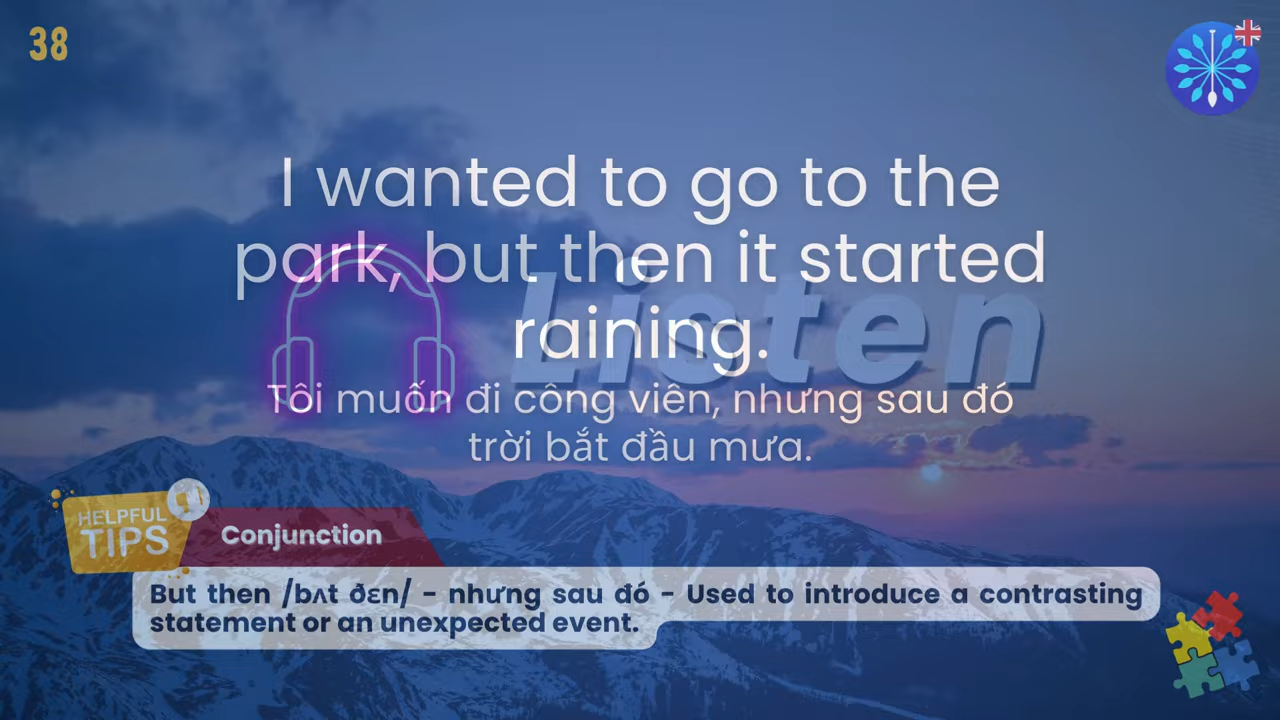 38
I wanted to go to the
park, but then it started
raining.
Listen
Tôi muốn đi công viên, nhưng sau đó
trời bắt đầu mưa.
HELPFUL
TIPS
Conjunction
But then /bʌt ðɛn/ - nhưng sau đó - Used to introduce a contrasting
statement or an unexpected event.